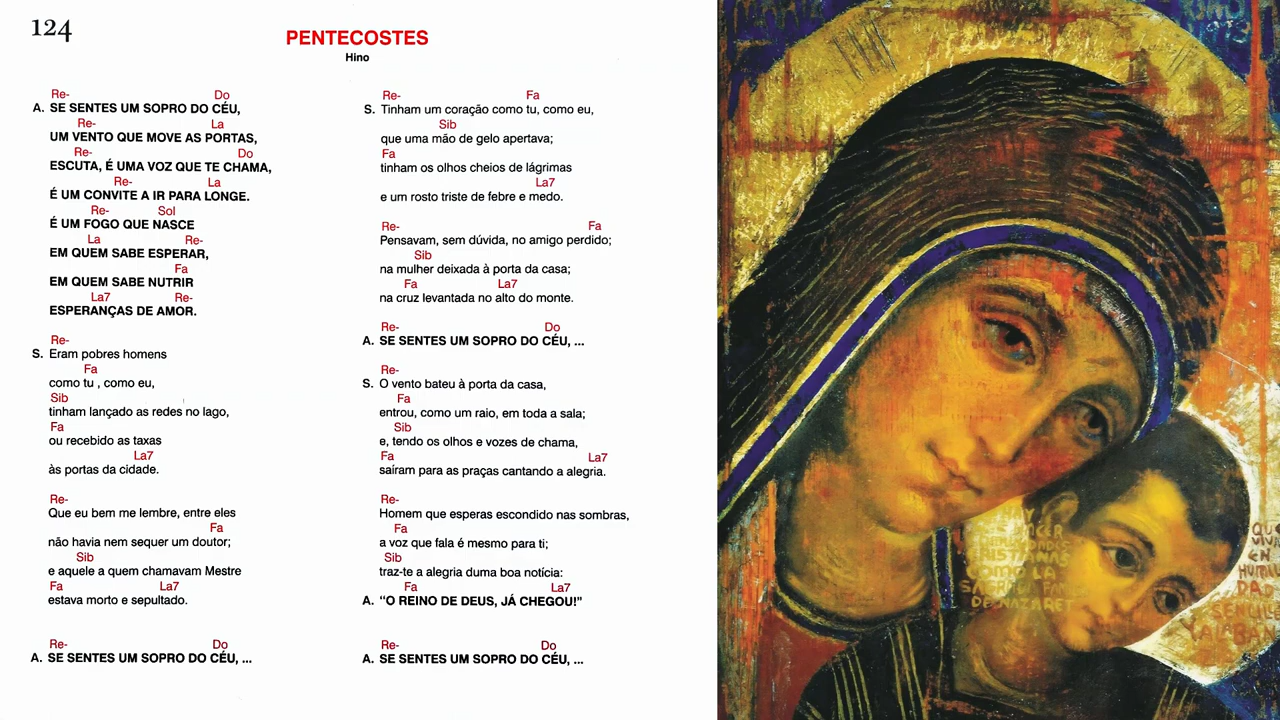 124
PENTECOSTES
Hino
Re- Do
A. SE SENTES UM SOPRO DO CÉU,
Re- La
UM VENTO QUE MOVE AS PORTAS,
Re- Do
ESCUTA, É UMA VOZ QUE TE CHAMA,
Re- La
É UM CONVITE A IR PARA LONGE.
Re- Sol
É UM FOGO QUE NASCE
La Re-
EM QUEM SABE ESPERAR,
Fa
EM QUEM SABE NUTRIR
La7 Re-
ESPERANÇAS DE AMOR.
Re-
S. Eram pobres homens
Fa
como tu , como eu,
Sib
tinham lançado as redes no lago,
Fa
ou recebido as taxas
La7
às portas da cidade.
Re-
Que eu bem me lembre, entre eles
Fa
não havia nem sequer um doutor;
Sib
e aquele a quem chamavam Mestre
Fa La7
estava morto e sepultado.
Re- Do
A. SE SENTES UM SOPRO DO CÉU, ...
Re- Fa
S. Tinham um coração como tu, como eu,
Sib
que uma mão de gelo apertava;
Fa
tinham os olhos cheios de lágrimas
La7
e um rosto triste de febre e medo.
Re- Fa
Pensavam, sem dúvida, no amigo perdido;
Sib
na mulher deixada à porta da casa;
Fa La7
na cruz levantada no alto do monte.
Re- Do
A. SE SENTES UM SOPRO DO CÉU, ...
Re-
S. O vento bateu à porta da casa,
Fa
entrou, como um raio, em toda a sala;
Sib
e, tendo os olhos e vozes de chama,
Fa La7
saíram para as praças cantando a alegria.
Re-
Homem que esperas escondido nas sombras,
Fa
a voz que fala é mesmo para ti;
Sib
traz-te a alegria duma boa notícia:
Fa La7
A. “O REINO DE DEUS, JÁ CHEGOU!”
Re- Do
A. SE SENTES UM SOPRO DO CÉU, ...
COMO LA
DE NAZARET
VIVAN
EN